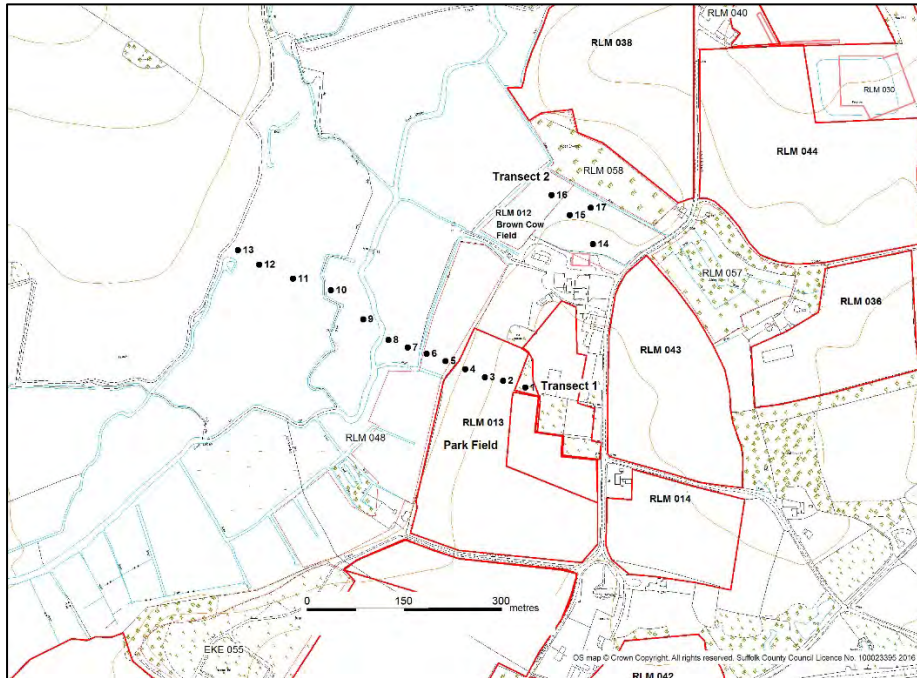 RLM 040
RLM 038
RLM 030
RLM 044
Transect 2
RLM 058
16
17
15
RLM 012
Brown Cow
Field
14
13
12
11
10
RLM 057
RLM 036
9
8
7
6
5
4
3
2
1
Transect 1
RLM 043
RLM 013
RLM 048
Park Field
RLM 014
0
150
300
metres
EKE 055
OS map © Crown Copyright. All rights reserved. Suffolk County Council Licence No. 100023395 2016
RLM 042